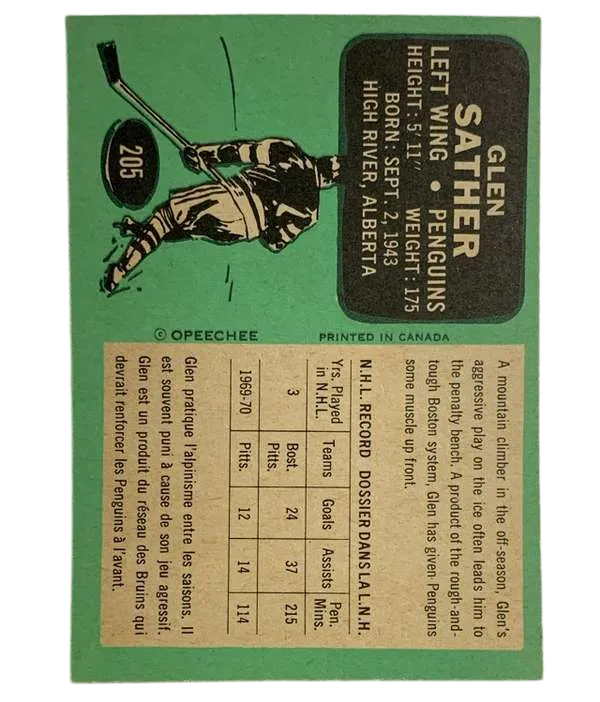 GLEN
SATHER
LEFT WING • PENGUINS
HEIGHT: 5' 11" WEIGHT: 175
BORN: SEPT. 2, 1943
HIGH RIVER, ALBERTA
205
A mountain climber in the off-season, Glen's
aggressive play on the ice often leads him to
the penalty bench. A product of the rough-and-
tough Boston system, Glen has given Penguins
some muscle up front.
N.H.L. RECORD DOSSIER DANS LA L.N.H.
Yrs. Played in N.H.L. Teams Goals Assists Pen. Mins.
3 Bost. Pitts. 24 37 215
1969-70 Pitts. 12 14 114
Glen pratique l'alpinisme entre les saisons. Il
est souvent puni à cause de son jeu agressif.
Glen est un produit du réseau des Bruins qui
devrait renforcer les Penguins à l'avant.
© OPEECHEE
PRINTED IN CANADA